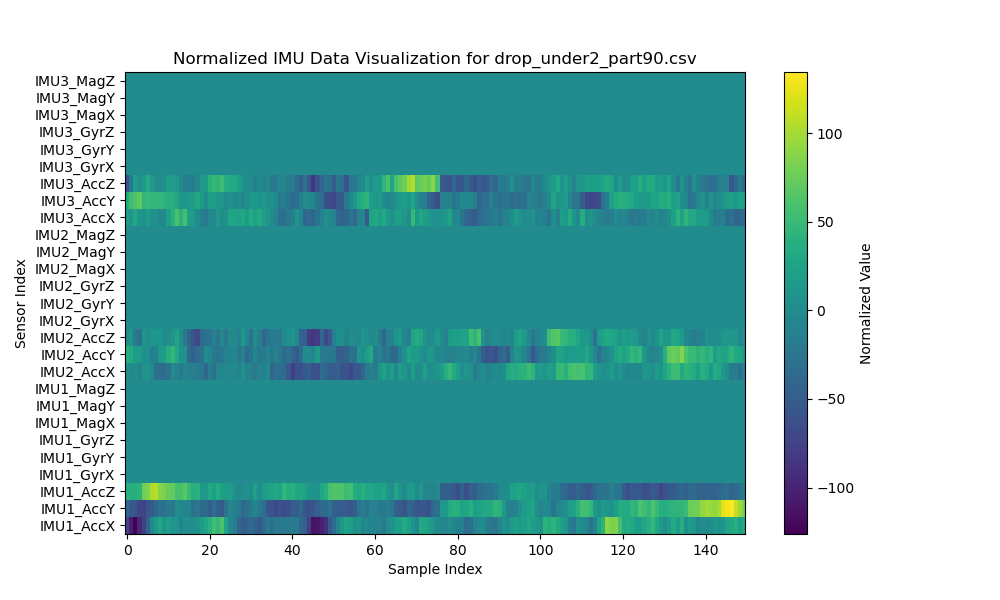 Normalized IMU Data Visualization for drop_under2_part90.csv
IMU3_MagZ
IMU3_MagY
IMU3_MagX
IMU3_GyrZ
IMU3_GyrY
IMU3_GyrX
IMU3_AccZ
IMU3_AccY
IMU3_AccX
IMU2_MagZ
IMU2_MagY
IMU2_MagX
IMU2_GyrZ
IMU2_GyrY
IMU2_GyrX
IMU2_AccZ
IMU2_AccY
IMU2_AccX
IMU1_MagZ
IMU1_MagY
IMU1_MagX
IMU1_GyrZ
IMU1_GyrY
IMU1_GyrX
IMU1_AccZ
IMU1_AccY
IMU1_AccX
Sensor Index
0 20 40 60 80 100 120 140
Sample Index
100
50
0
−50
−100
Normalized Value